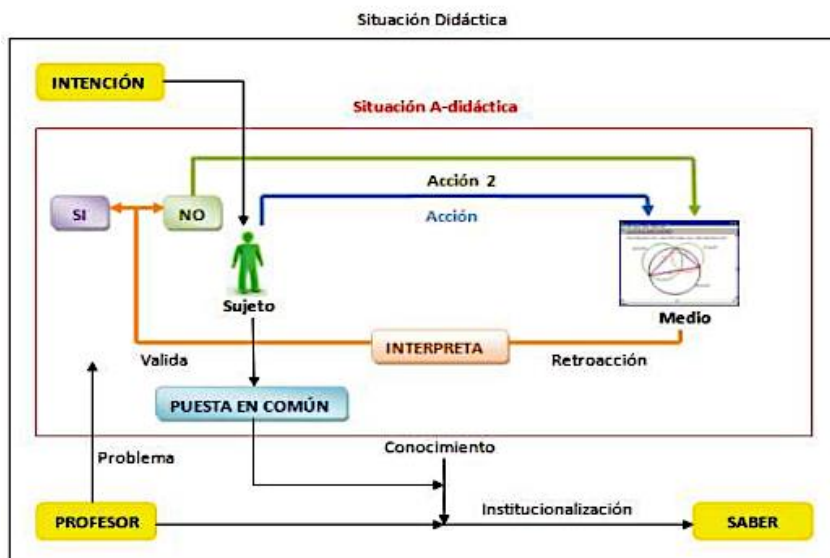 Situación Didáctica
INTENCIÓN
Situación A-didáctica
SI
NO
Acción 2
Acción
Sujeto
Medio
Valida
INTERPRETA
Retroacción
PUESTA EN COMÚN
Problema
Conocimiento
PROFESOR
Institucionalización
SABER